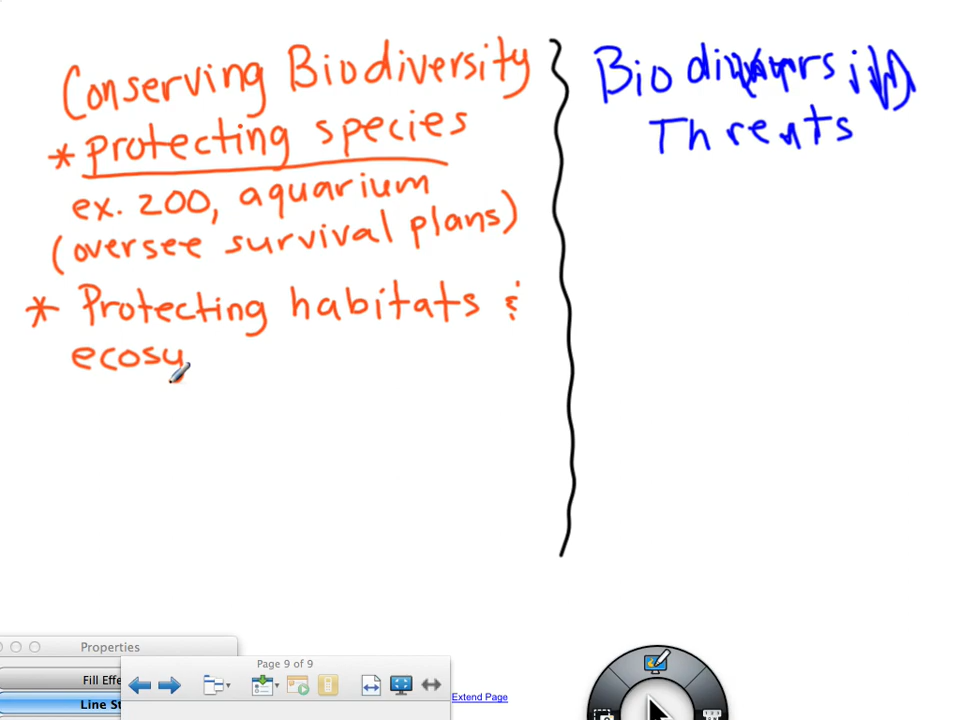 Conserving Biodiversity
* protecting species
ex. zoo, aquarium
(oversee survival plans)
* Protecting habitats &
ecosy
Biodiversity
Threats
Properties
Fill Effe
Line St
Page 9 of 9
Extend Page